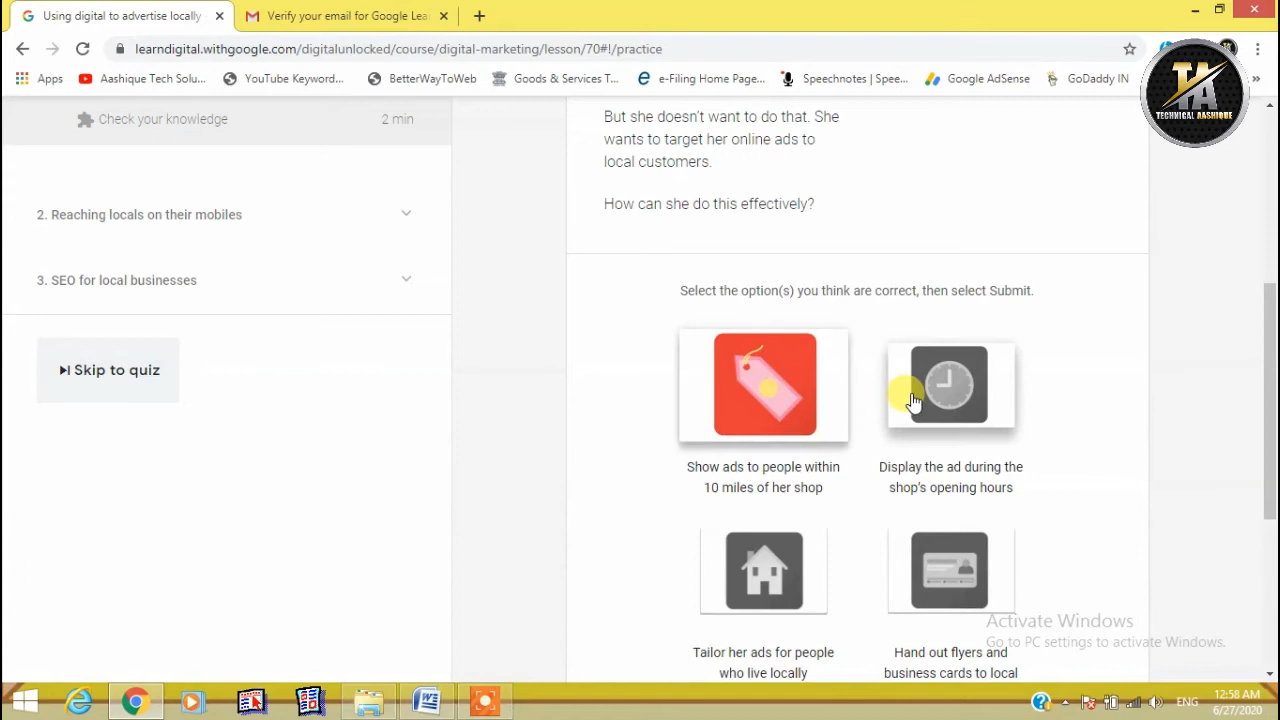 Using digital to advertise locally
Verify your email for Google Lea
learndigital.withgoogle.com/digitalunlocked/course/digital-marketing/lesson/70#!/practice
Apps
Aashique Tech Solu...
YouTube Keyword...
BetterWayToWeb
Goods & Services T...
e-Filing Home Page...
Speechnotes | Spee...
Google AdSense
GoDaddy IN
»
TA
TECHNICAL AASHIQUE
Check your knowledge
2 min
2. Reaching locals on their mobiles
3. SEO for local businesses
Skip to quiz
But she doesn't want to do that. She
wants to target her online ads to
local customers.
How can she do this effectively?
Select the option(s) you think are correct, then select Submit.
Show ads to people within
10 miles of her shop
Display the ad during the
shop's opening hours
Tailor her ads for people
who live locally
Hand out flyers and
business cards to local
Activate Windows
Go to PC settings to activate Windows.
ENG
12:58 AM
6/27/2020